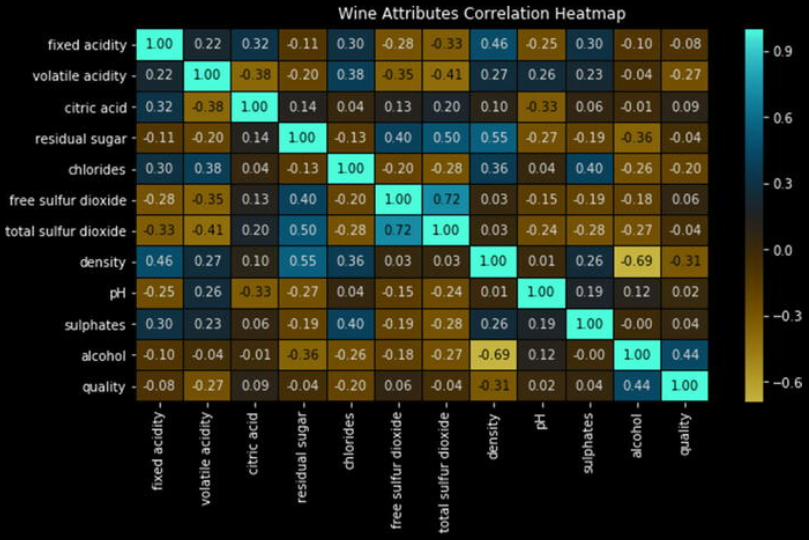 Wine Attributes Correlation Heatmap
fixed acidity 1.00 0.22 0.32 -0.11 0.30 -0.28 -0.33 0.46 -0.25 0.30 -0.10 -0.08
volatile acidity 0.22 1.00 -0.38 -0.20 0.38 -0.35 -0.41 0.27 0.26 0.23 -0.04 -0.27
citric acid 0.32 -0.38 1.00 0.14 0.04 0.13 0.20 0.10 -0.33 0.06 -0.01 0.09
residual sugar -0.11 -0.20 0.14 1.00 -0.13 0.40 0.50 0.55 -0.27 -0.19 -0.36 -0.04
chlorides 0.30 0.38 0.04 -0.13 1.00 -0.20 -0.28 0.36 0.04 0.40 -0.26 -0.20
free sulfur dioxide -0.28 -0.35 0.13 0.40 -0.20 1.00 0.72 0.03 -0.15 -0.19 -0.18 0.06
total sulfur dioxide -0.33 -0.41 0.20 0.50 -0.28 0.72 1.00 0.03 -0.24 -0.28 -0.27 -0.04
density 0.46 0.27 0.10 0.55 0.36 0.03 0.03 1.00 0.01 0.26 -0.69 -0.31
pH -0.25 0.26 -0.33 -0.27 0.04 -0.15 -0.24 0.01 1.00 0.19 0.12 0.02
sulphates 0.30 0.23 0.06 -0.19 0.40 -0.19 -0.28 0.26 0.19 1.00 -0.00 0.04
alcohol -0.10 -0.04 -0.01 -0.36 -0.26 -0.18 -0.27 -0.69 0.12 -0.00 1.00 0.44
quality -0.08 -0.27 0.09 -0.04 -0.20 0.06 -0.04 -0.31 0.02 0.04 0.44 1.00
fixed acidity
volatile acidity
citric acid
residual sugar
chlorides
free sulfur dioxide
total sulfur dioxide
density
pH
sulphates
alcohol
quality
0.9
0.6
0.3
0.0
−0.3
−0.6